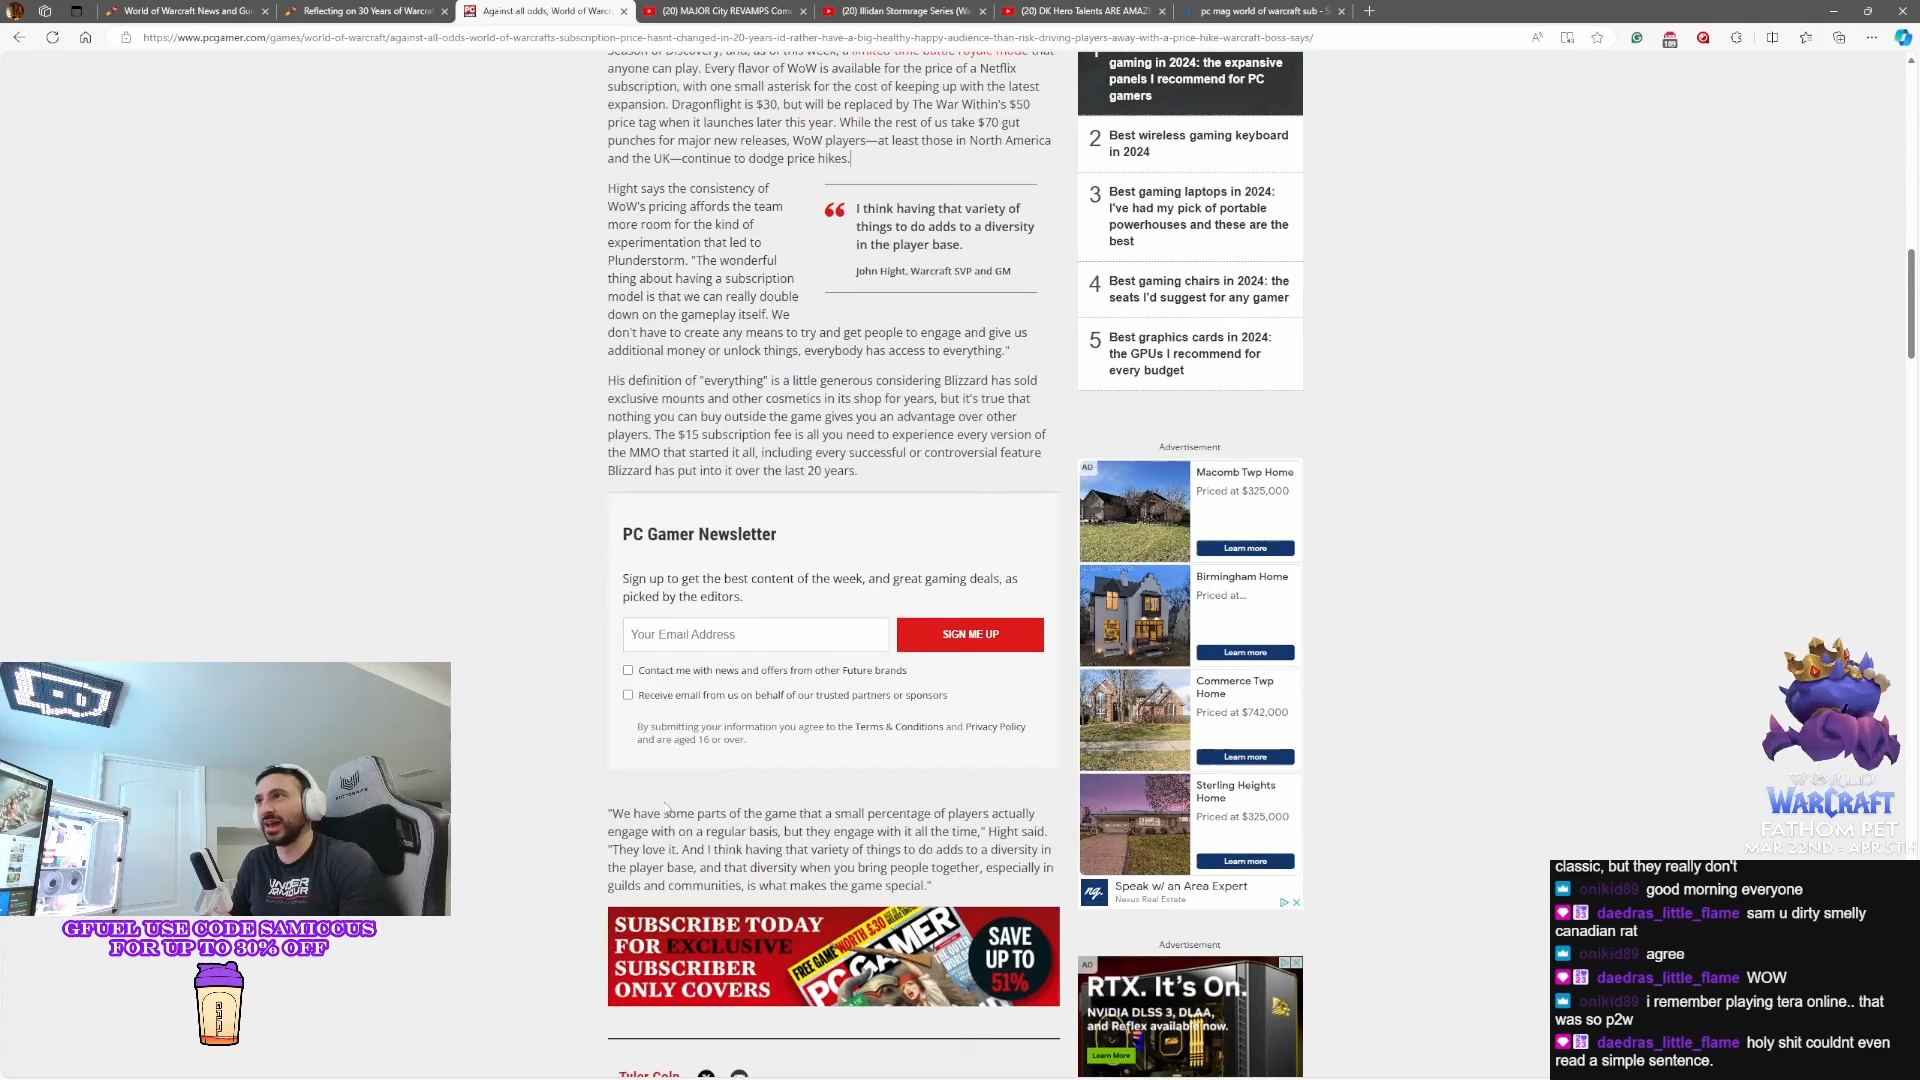 World of Warcraft News and Gu
Reflecting on 30 Years of Warcra
Against all odds, World of Warcr
(20) MAJOR City REVAMPS Com
(20) Illidan Stormrage Series (Wa
(20) DK Hero Talents ARE AMAZ
pc mag world of warcraft sub - S
https://www.pcgamer.com/games/world-of-warcraft/against-all-odds-world-of-warcrafts-subscription-price-hasnt-changed-in-20-years-id-rather-have-a-big-healthy-happy-audience-than-risk-driving-players-away-with-a-price-hike-warcraft-boss-says/
189
Season of Discovery, and, as of this week, a limited-time battle royale mode that
anyone can play. Every flavor of WoW is available for the price of a Netflix
subscription, with one small asterisk for the cost of keeping up with the latest
expansion. Dragonflight is $30, but will be replaced by The War Within's $50
price tag when it launches later this year. While the rest of us take $70 gut
punches for major new releases, WoW players—at least those in North America
and the UK—continue to dodge price hikes.
Hight says the consistency of
WoW's pricing affords the team
more room for the kind of
experimentation that led to
Plunderstorm. "The wonderful
thing about having a subscription
model is that we can really double
down on the gameplay itself. We
don't have to create any means to try and get people to engage and give us
additional money or unlock things, everybody has access to everything."
I think having that variety of
things to do adds to a diversity
in the player base.
John Hight, Warcraft SVP and GM
His definition of "everything" is a little generous considering Blizzard has sold
exclusive mounts and other cosmetics in its shop for years, but it's true that
nothing you can buy outside the game gives you an advantage over other
players. The $15 subscription fee is all you need to experience every version of
the MMO that started it all, including every successful or controversial feature
Blizzard has put into it over the last 20 years.
PC Gamer Newsletter
Sign up to get the best content of the week, and great gaming deals, as
picked by the editors.
Your Email Address
SIGN ME UP
Contact me with news and offers from other Future brands
Receive email from us on behalf of our trusted partners or sponsors
By submitting your information you agree to the Terms & Conditions and Privacy Policy
and are aged 16 or over.
"We have some parts of the game that a small percentage of players actually
engage with on a regular basis, but they engage with it all the time," Hight said.
"They love it. And I think having that variety of things to do adds to a diversity in
the player base, and that diversity when you bring people together, especially in
guilds and communities, is what makes the game special."
SUBSCRIBE TODAY
FOR EXCLUSIVE
SUBSCRIBER
ONLY COVERS
FREE GAME WORTH £30
PC GAMER
SAVE
UP TO
51%
gaming in 2024: the expansive
panels I recommend for PC
gamers
2 Best wireless gaming keyboard
in 2024
3 Best gaming laptops in 2024:
I've had my pick of portable
powerhouses and these are the
best
4 Best gaming chairs in 2024: the
seats I'd suggest for any gamer
5 Best graphics cards in 2024:
the GPUs I recommend for
every budget
Advertisement
AD
Macomb Twp Home
Priced at $325,000
Learn more
Birmingham Home
Priced at...
Learn more
Commerce Twp
Home
Priced at $742,000
Learn more
Sterling Heights
Home
Priced at $325,000
Learn more
ng.
Speak w/ an Area Expert
Nexus Real Estate
Advertisement
AD
RTX. It's On.
NVIDIA DLSS 3, DLAA,
and Reflex available now.
Learn More
UNDER
ARMOUR
GFUEL USE CODE SAMICCUS
FOR UP TO 30% OFF
WORLD
WARCRAFT
FATHOM PET
MAR 22ND - APR 5TH
classic, but they really don't
onikid89 good morning everyone
daedras_little_flame sam u dirty smelly
canadian rat
onikid89 agree
daedras_little_flame WOW
onikid89 i remember playing tera online.. that
was so p2w
daedras_little_flame holy shit couldnt even
read a simple sentence.